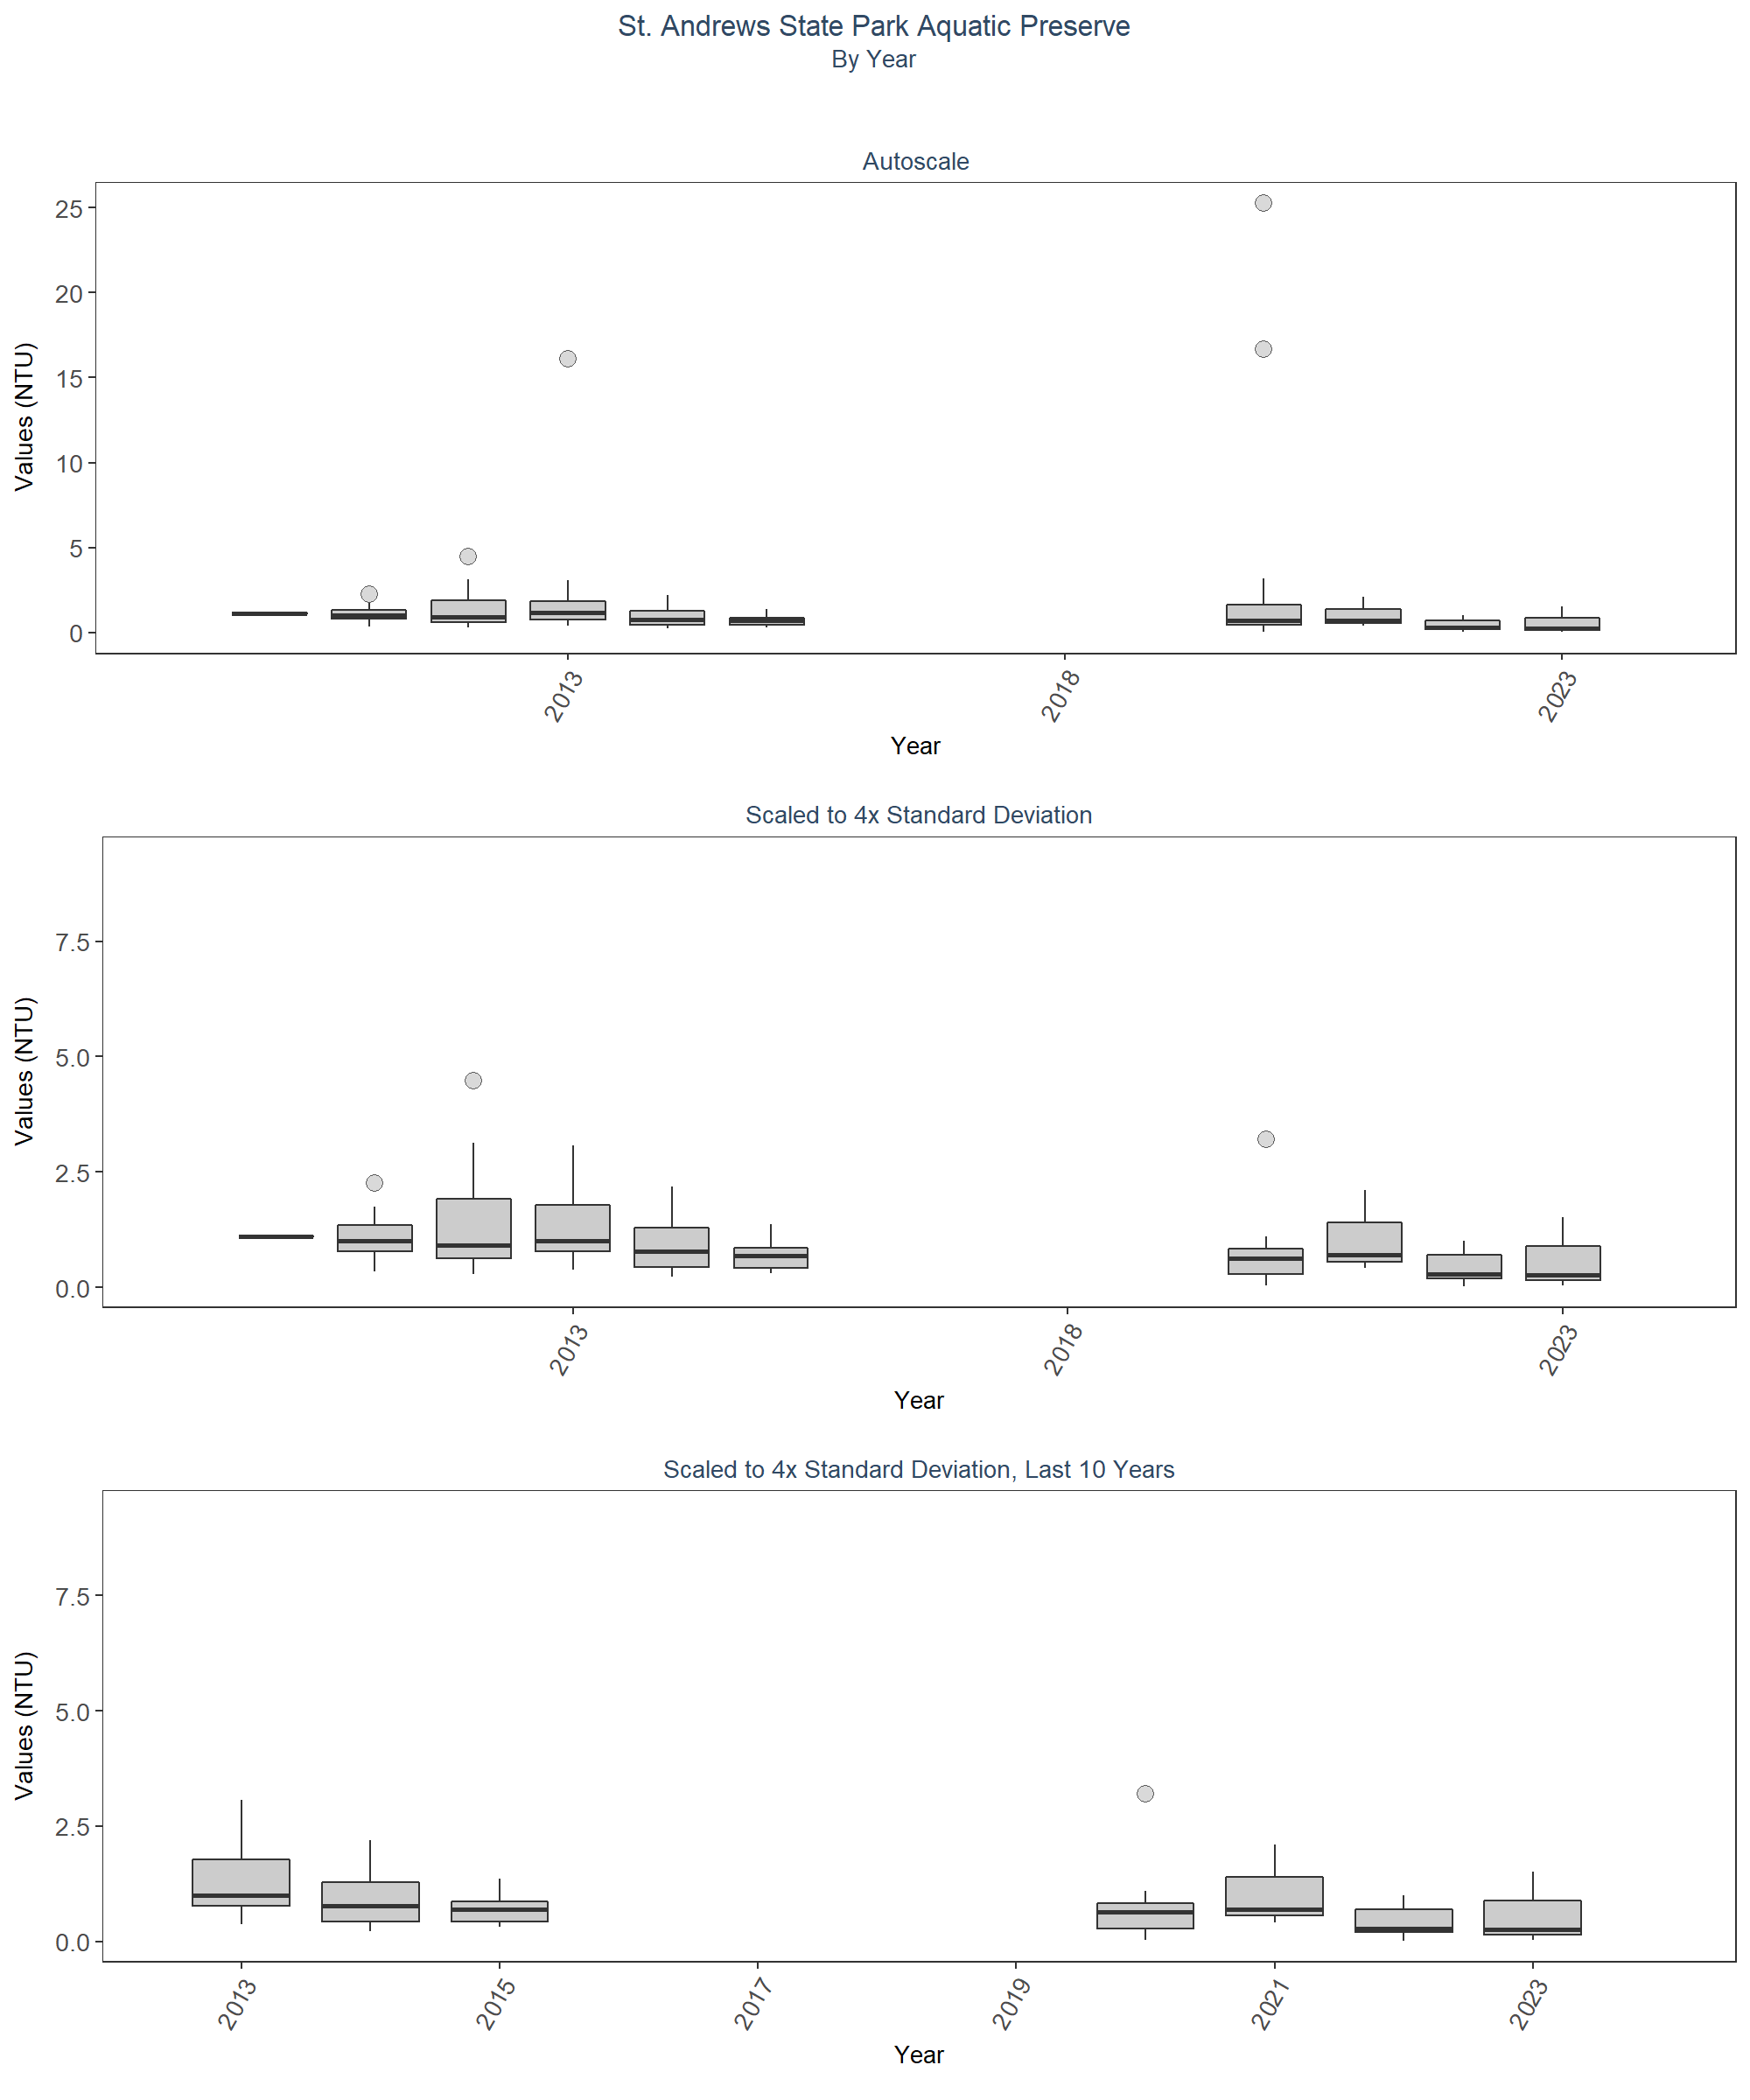 St. Andrews State Park Aquatic Preserve
By Year
Autoscale
Values (NTU)
25
20
15
10
5
0
2013
2018
2023
Year
Scaled to 4x Standard Deviation
Values (NTU)
7.5
5.0
2.5
0.0
2013
2018
2023
Year
Scaled to 4x Standard Deviation, Last 10 Years
Values (NTU)
7.5
5.0
2.5
0.0
2013
2015
2017
2019
2021
2023
Year